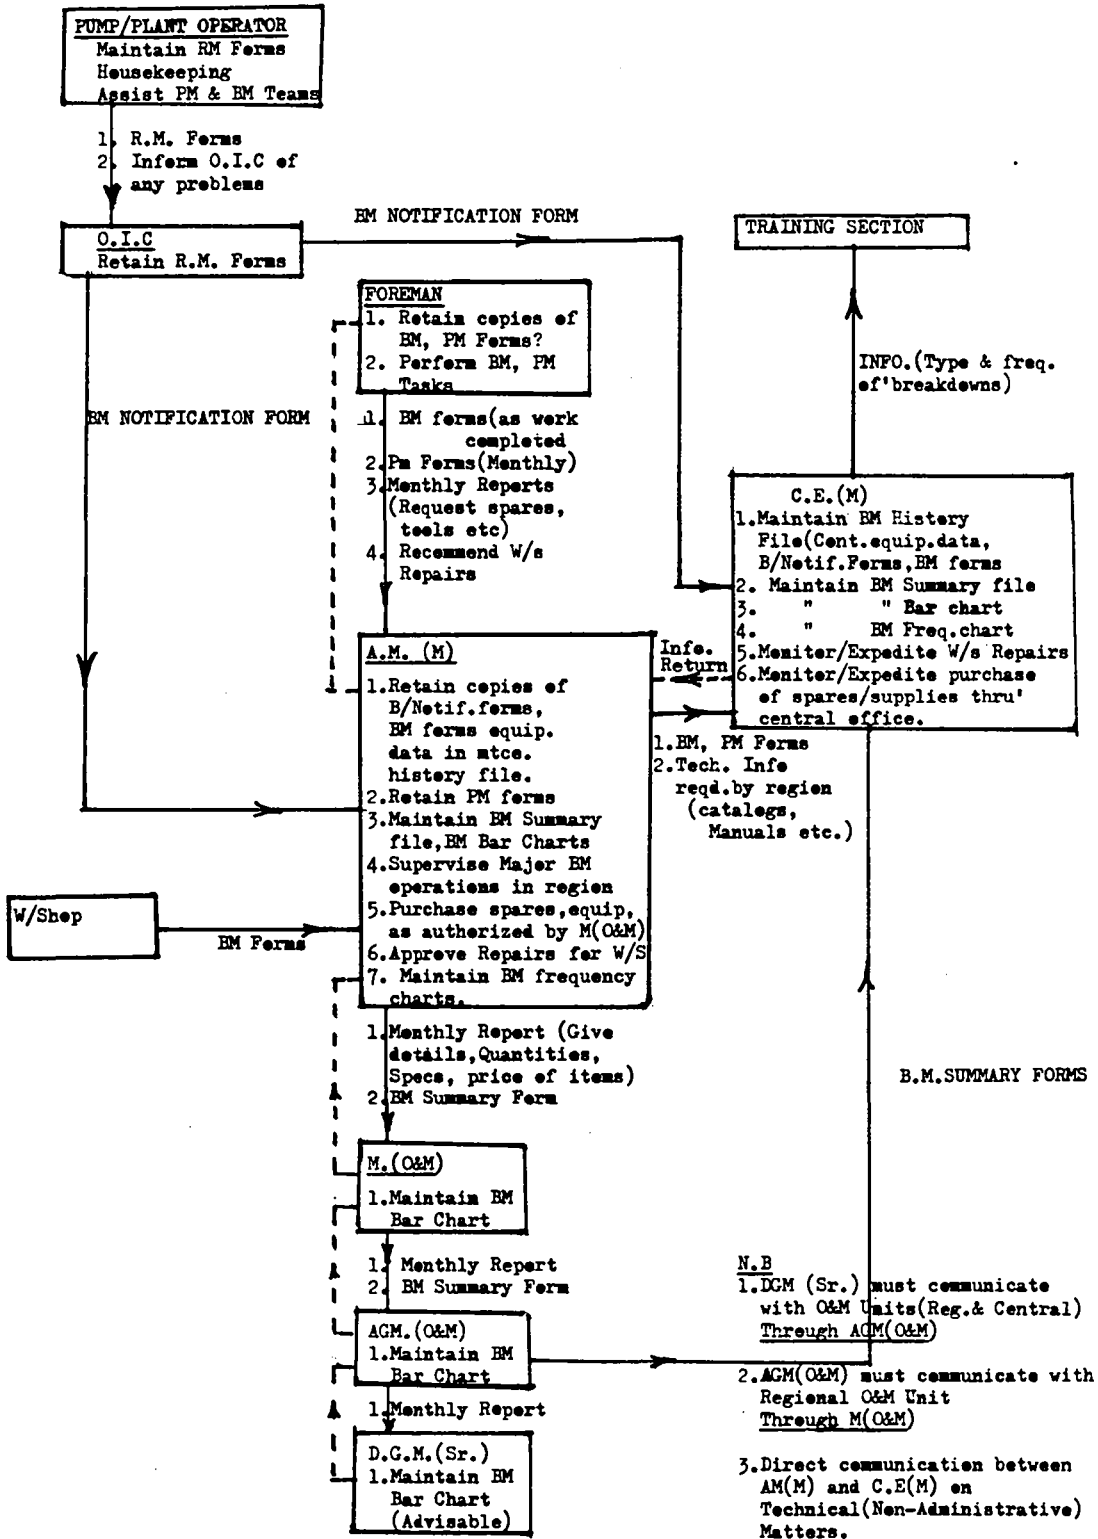 PUMP/PLANT OPERATOR
Maintain RM Forms
Housekeeping
Assist PM & BM Teams
1. R.M. Forms
2. Inform O.I.C of
any problems
O.I.C
Retain R.M. Forms
BM NOTIFICATION FORM
TRAINING SECTION
FOREMAN
1. Retain copies of
BM, PM Forms?
2. Perform BM, PM
Tasks
INFO.(Type & freq.
of'breakdowns)
BM NOTIFICATION FORM
1. BM forms(as work
completed
2.Pm Forms(Monthly)
3.Monthly Reports
(Request spares,
tools etc)
4. Recommend W/s
Repairs
C.E.(M)
1.Maintain BM History
File(Cont.equip.data,
B/Notif.Forms,BM forms
2. Maintain BM Summary file
3. " " Bar chart
4. " BM Freq.chart
5.Moniter/Expedite W/s Repairs
6.Moniter/Expedite purchase
of spares/supplies thru'
central office.
Info.
Return
1.BM, PM Forms
2.Tech. Info
reqd.by region
(catalogs,
Manuals etc.)
A.M. (M)
1.Retain copies of
B/Notif.forms,
BM forms equip.
data in mtce.
history file.
2.Retain PM forms
3.Maintain BM Summary
file,BM Bar Charts
4.Supervise Major BM
operations in region
5.Purchase spares,equip,
as authorized by M(O&M)
6.Approve Repairs for W/S
7. Maintain BM frequency
charts.
W/Shop
BM Forms
1.Monthly Report (Give
details,Quantities,
Specs, price of items)
2.BM Summary Form
B.M.SUMMARY FORMS
M.(O&M)
1.Maintain BM
Bar Chart
1. Monthly Report
2. BM Summary Form
AGM.(O&M)
1.Maintain BM
Bar Chart
1.Monthly Report
D.G.M.(Sr.)
1.Maintain BM
Bar Chart
(Advisable)
N.B
1.DGM (Sr.) must communicate
with O&M Units(Reg.& Central)
Through AGM(O&M)
2.AGM(O&M) must communicate with
Regional O&M Unit
Through M(O&M)
3.Direct communication between
AM(M) and C.E(M) on
Technical(Non-Administrative)
Matters.